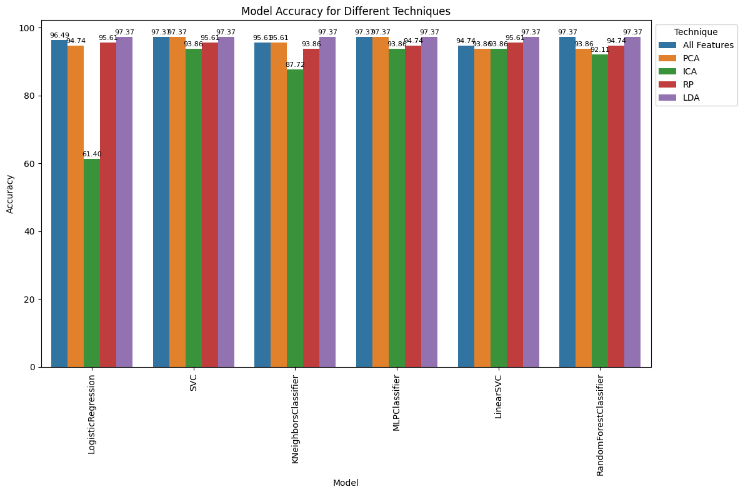 Model Accuracy for Different Techniques
Technique
All Features
PCA
ICA
RP
LDA
Accuracy
100
80
60
40
20
0
96.49
94.74
61.40
95.61
97.37
97.37
97.37
93.86
95.61
97.37
95.61
95.61
87.72
93.86
97.37
97.37
97.37
93.86
94.74
97.37
94.74
93.86
93.86
95.61
97.37
97.37
93.86
92.11
94.74
97.37
LogisticRegression
SVC
KNeighborsClassifier
MLPClassifier
LinearSVC
RandomForestClassifier
Model